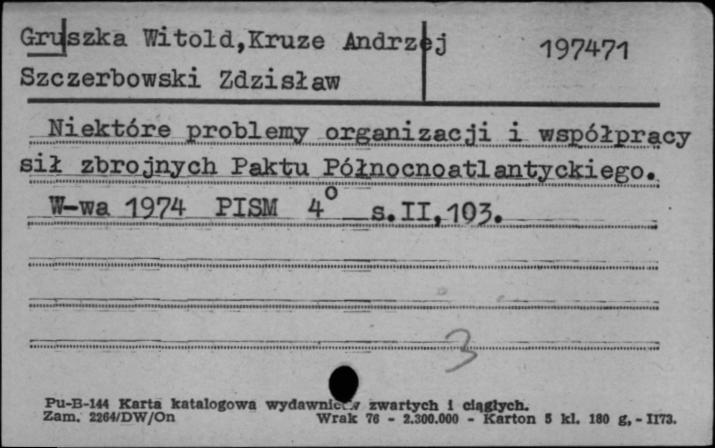 Gruszka Witold,Kruze Andrzej 197471
Szczerbowski Zdzisław
Niektóre problemy organizacji i współpracy
sił zbrojnych Paktu Północnoatlantyckiego.
W-wa 1974 PISM 4° s.II,103.
3
Pu-B-144 Karta katalogowa wydawnictw zwartych i ciągłych.
Zam. 2264/DW/On Wrak 76 - 2.300.000 - Karton 5 kl. 180 g, - II73.